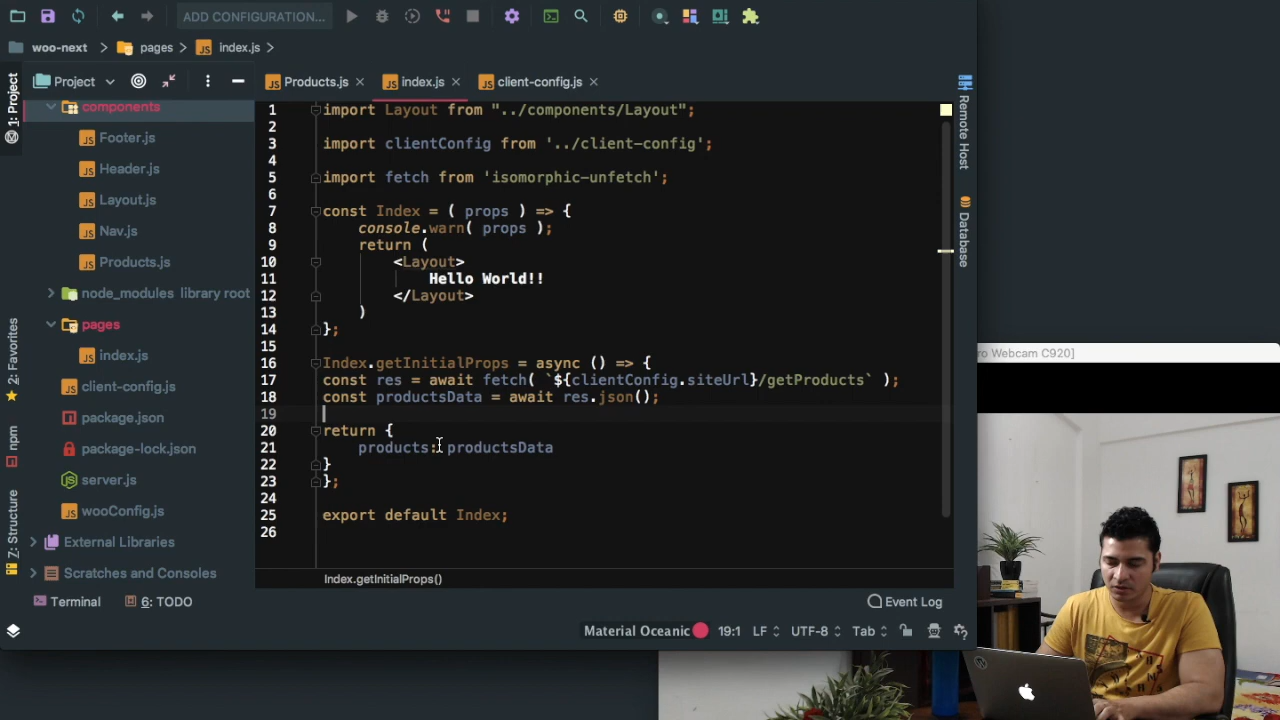 ADD CONFIGURATION...
woo-next
pages
index.js
1: Project
Project
Products.js
index.js
client-config.js
components
Footer.js
Header.js
Layout.js
Nav.js
Products.js
node_modules library root
pages
index.js
client-config.js
package.json
package-lock.json
server.js
wooConfig.js
External Libraries
Scratches and Consoles
2: Favorites
npm
7: Structure
1 import Layout from "../components/Layout";
2
3 import clientConfig from '../client-config';
4
5 import fetch from 'isomorphic-unfetch';
6
7 const Index = ( props ) => {
8 console.warn( props );
9 return (
10 <Layout>
11 Hello World!!
12 </Layout>
13 )
14 };
15
16 Index.getInitialProps = async () => {
17 const res = await fetch( `${clientConfig.siteUrl}/getProducts` );
18 const productsData = await res.json();
19
20 return {
21 products: productsData
22 }
23 };
24
25 export default Index;
26
Index.getInitialProps()
Remote Host
Database
Terminal
6: TODO
Event Log
Material Oceanic
19:1
LF
UTF-8
Tab
ro Webcam C920]